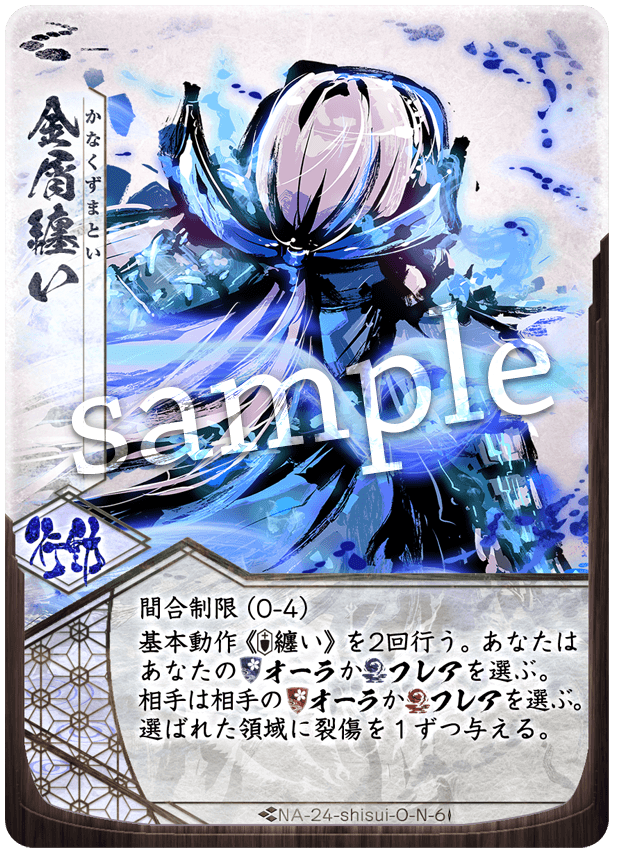 金屑纏い
かなくずまとい
sample
行動
間合制限(0-4)
基本動作《纏い》を2回行う。あなたは
あなたのオーラかフレアを選ぶ。
相手は相手のオーラかフレアを選ぶ。
選ばれた領域に裂傷を1ずつ与える。
NA-24-shisui-O-N-6